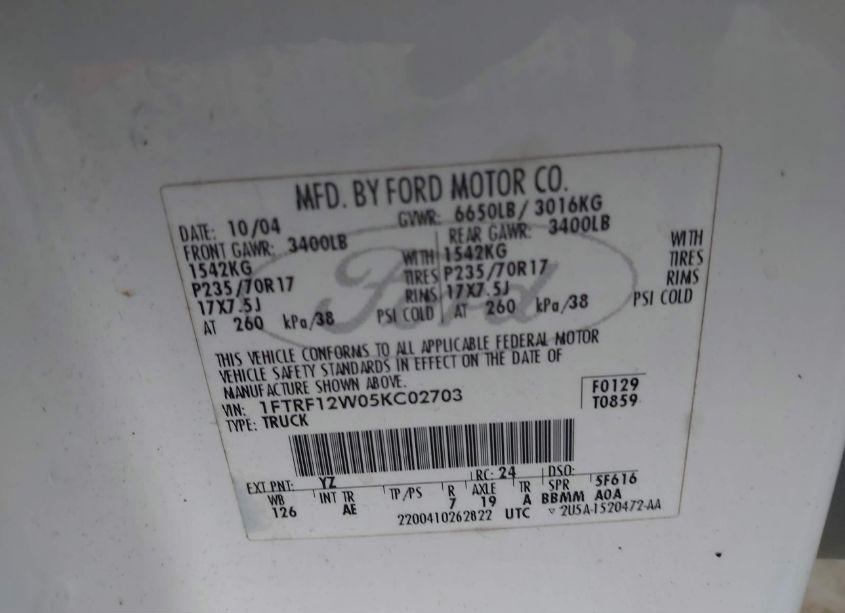 MFD. BY FORD MOTOR CO.
DATE: 10/04 GVWR: 6650LB/ 3016KG
FRONT GAWR: 3400LB REAR GAWR: 3400LB
1542KG WITH 1542KG WITH
P235/70R17 TIRES P235/70R17 TIRES
17X7.5J RIMS 17X7.5J RIMS
AT 260 kPa/38 PSI COLD AT 260 kPa/38 PSI COLD
Ford
THIS VEHICLE CONFORMS TO ALL APPLICABLE FEDERAL MOTOR
VEHICLE SAFETY STANDARDS IN EFFECT ON THE DATE OF
MANUFACTURE SHOWN ABOVE.
VIN: 1FTRF12W05KC02703 F0129
TYPE: TRUCK T0859
EXT PNT: YZ RC: 24 DSO:
WB INT TR TP/PS R AXLE TR SPR 5F616
126 AE 7 19 A BBMM A0A
2200410262822 UTC ▽ 2U5A-1520472-AA